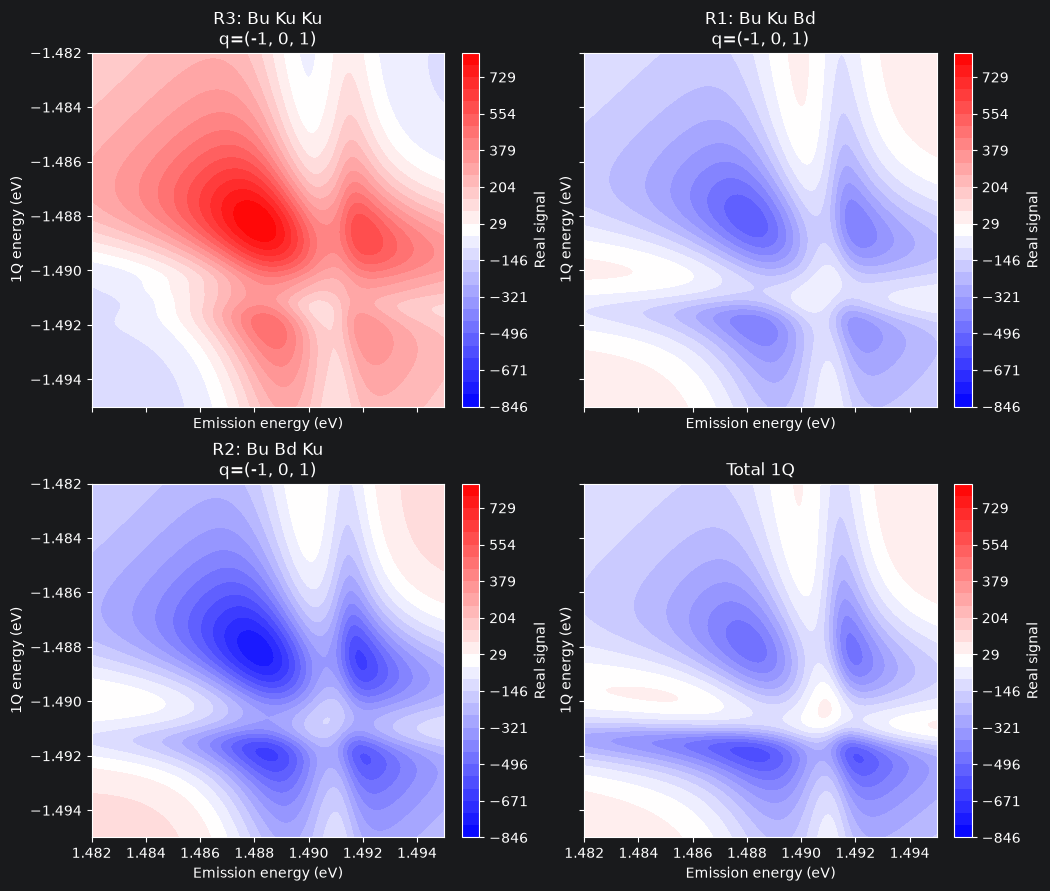 R3: Bu Ku Ku
q=(-1, 0, 1)
−1.482
−1.484
−1.486
−1.488
−1.490
−1.492
−1.494
1Q energy (eV)
Emission energy (eV)
729
554
379
204
29
−146
−321
−496
−671
−846
Real signal
R1: Bu Ku Bd
q=(-1, 0, 1)
1Q energy (eV)
Emission energy (eV)
729
554
379
204
29
−146
−321
−496
−671
−846
Real signal
R2: Bu Bd Ku
q=(-1, 0, 1)
−1.482
−1.484
−1.486
−1.488
−1.490
−1.492
−1.494
1Q energy (eV)
1.482 1.484 1.486 1.488 1.490 1.492 1.494
Emission energy (eV)
729
554
379
204
29
−146
−321
−496
−671
−846
Real signal
Total 1Q
1Q energy (eV)
1.482 1.484 1.486 1.488 1.490 1.492 1.494
Emission energy (eV)
729
554
379
204
29
−146
−321
−496
−671
−846
Real signal